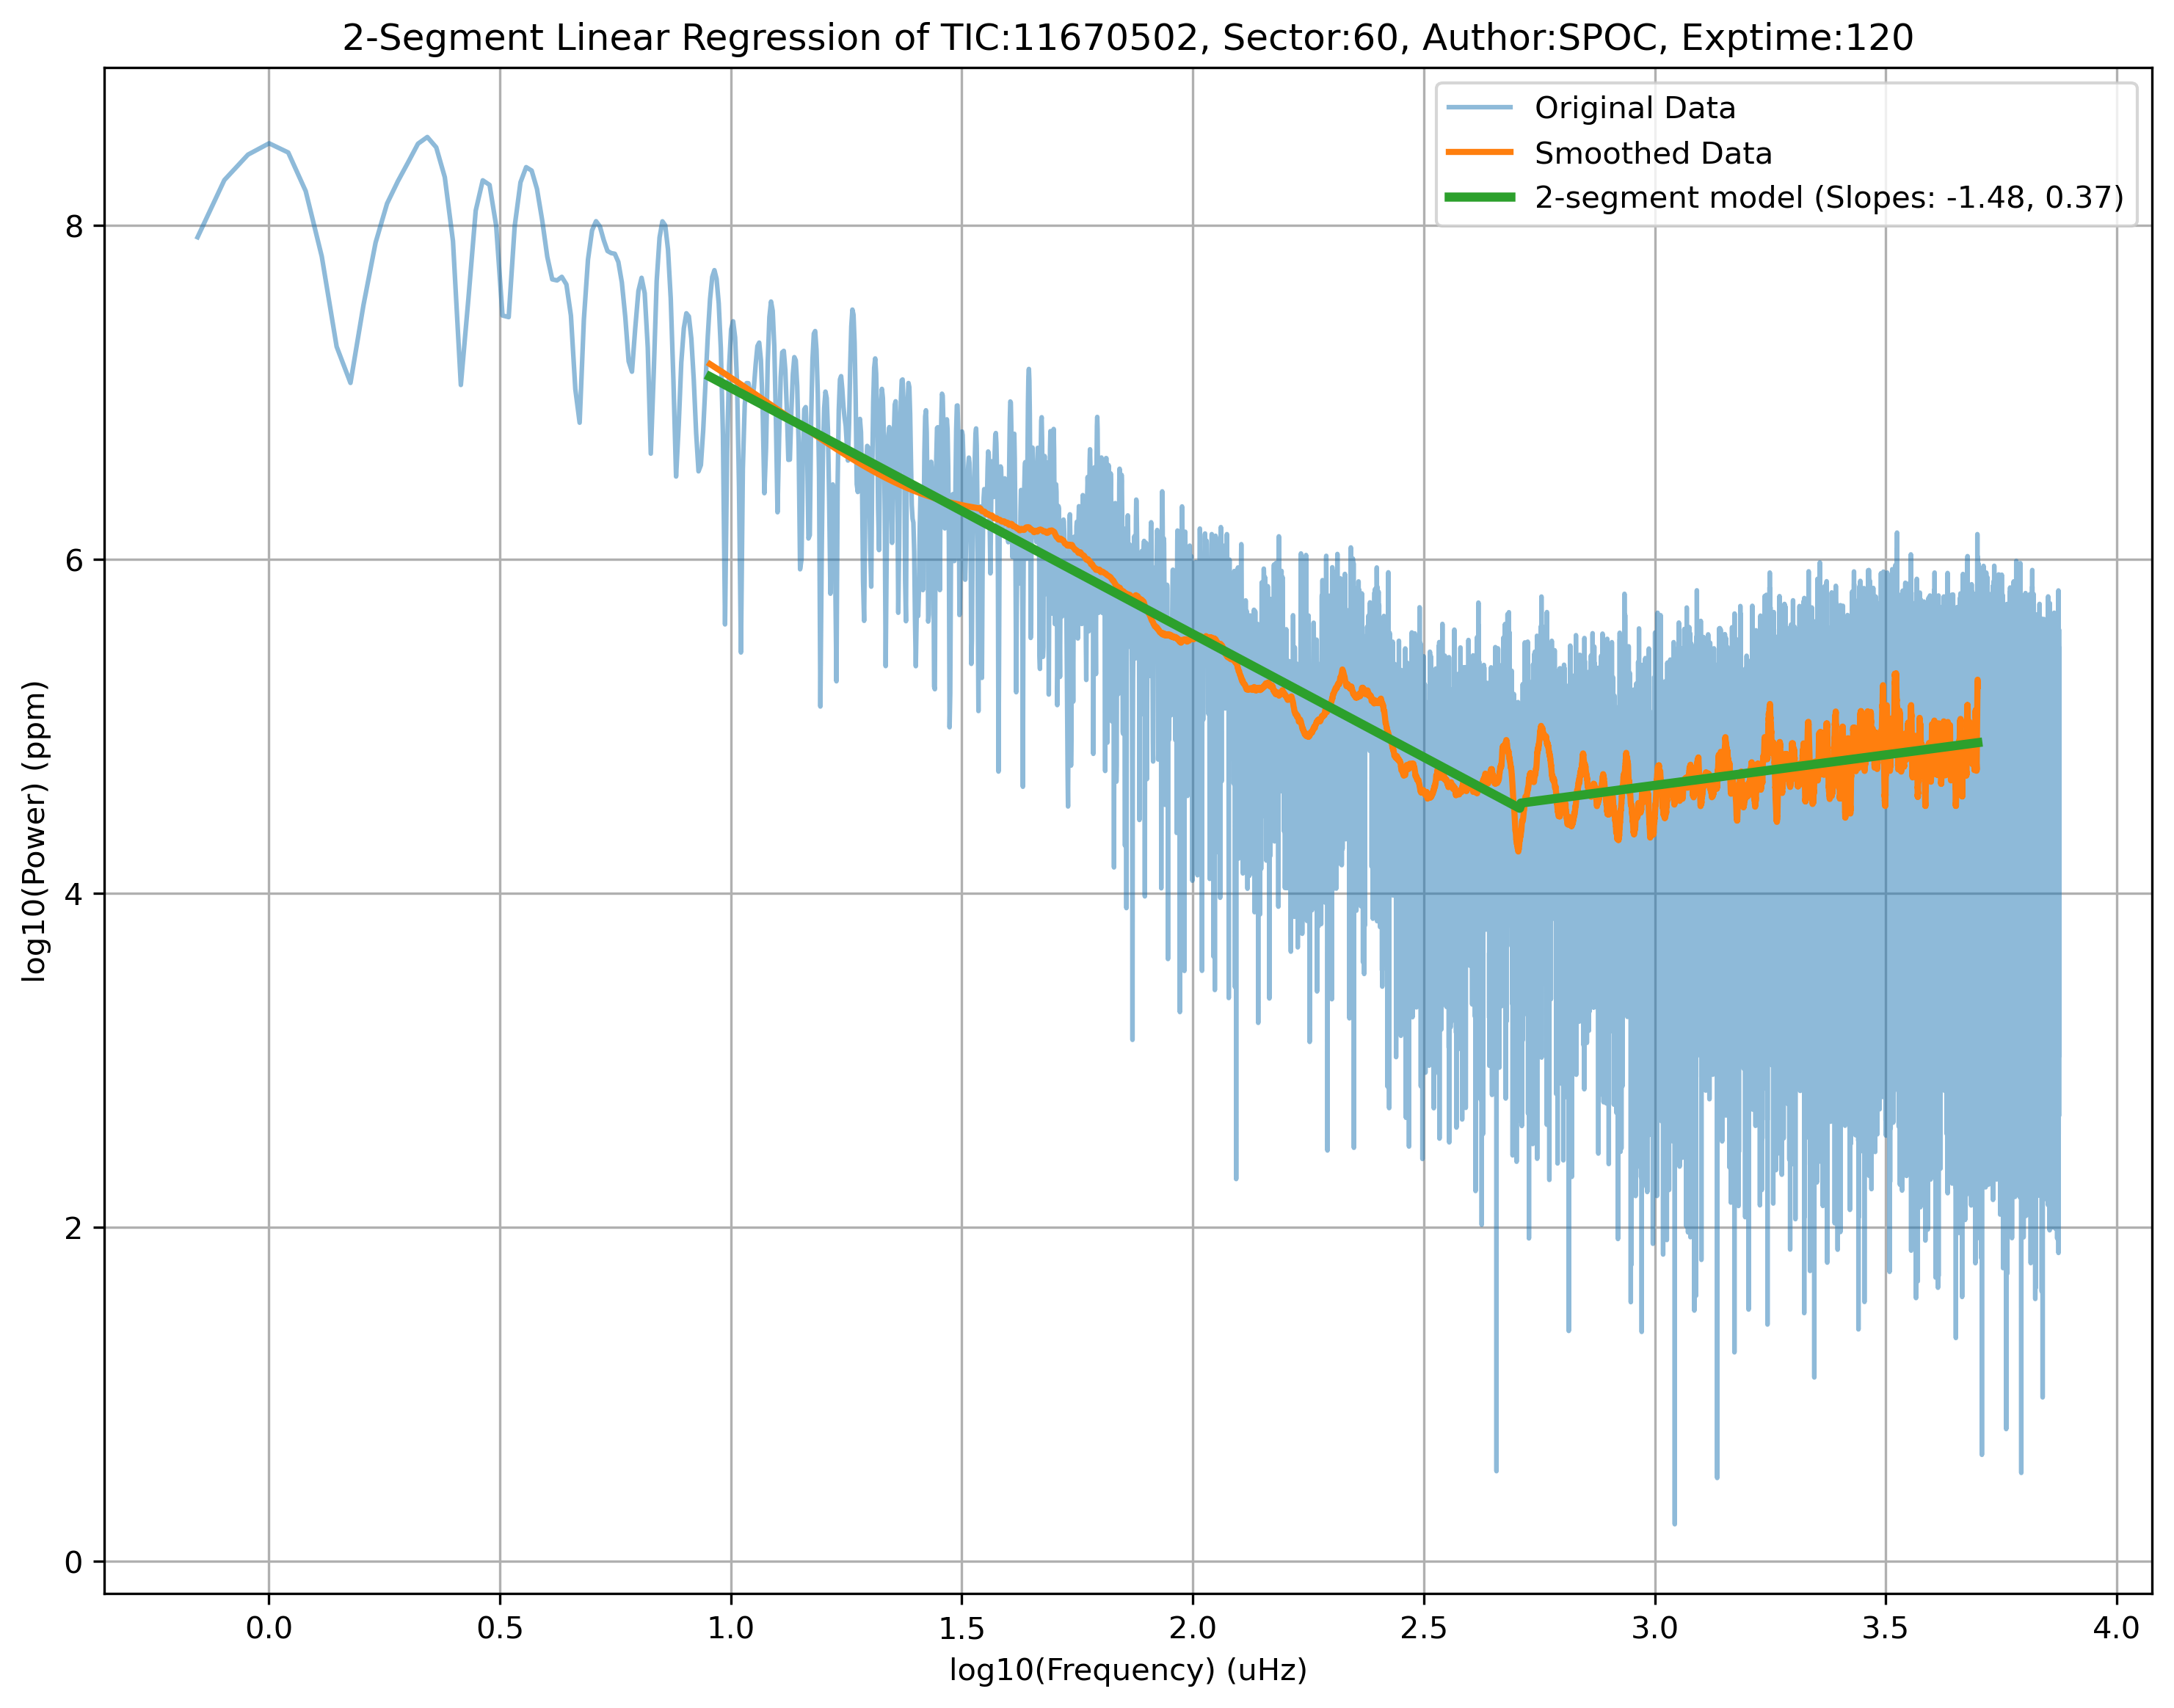 2-Segment Linear Regression of TIC:11670502, Sector:60, Author:SPOC, Exptime:120
Original Data
Smoothed Data
2-segment model (Slopes: -1.48, 0.37)
log10(Power) (ppm)
8
6
4
2
0
0.0 0.5 1.0 1.5 2.0 2.5 3.0 3.5 4.0
log10(Frequency) (uHz)